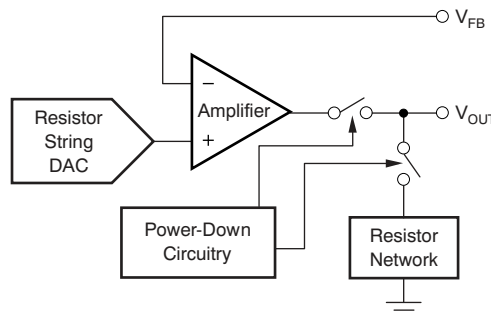 V_FB
−
Amplifier
+
Resistor
String
DAC
V_OUT
Power-Down
Circuitry
Resistor
Network